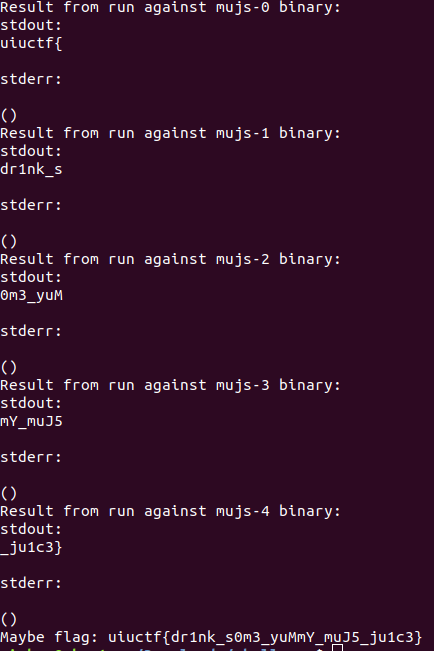 Result from run against mujs-0 binary:
stdout:
uiuctf{
stderr:
()
Result from run against mujs-1 binary:
stdout:
dr1nk_s
stderr:
()
Result from run against mujs-2 binary:
stdout:
0m3_yuM
stderr:
()
Result from run against mujs-3 binary:
stdout:
mY_muJ5
stderr:
()
Result from run against mujs-4 binary:
stdout:
_ju1c3}
stderr:
()
Maybe flag: uiuctf{dr1nk_s0m3_yuMmY_muJ5_ju1c3}